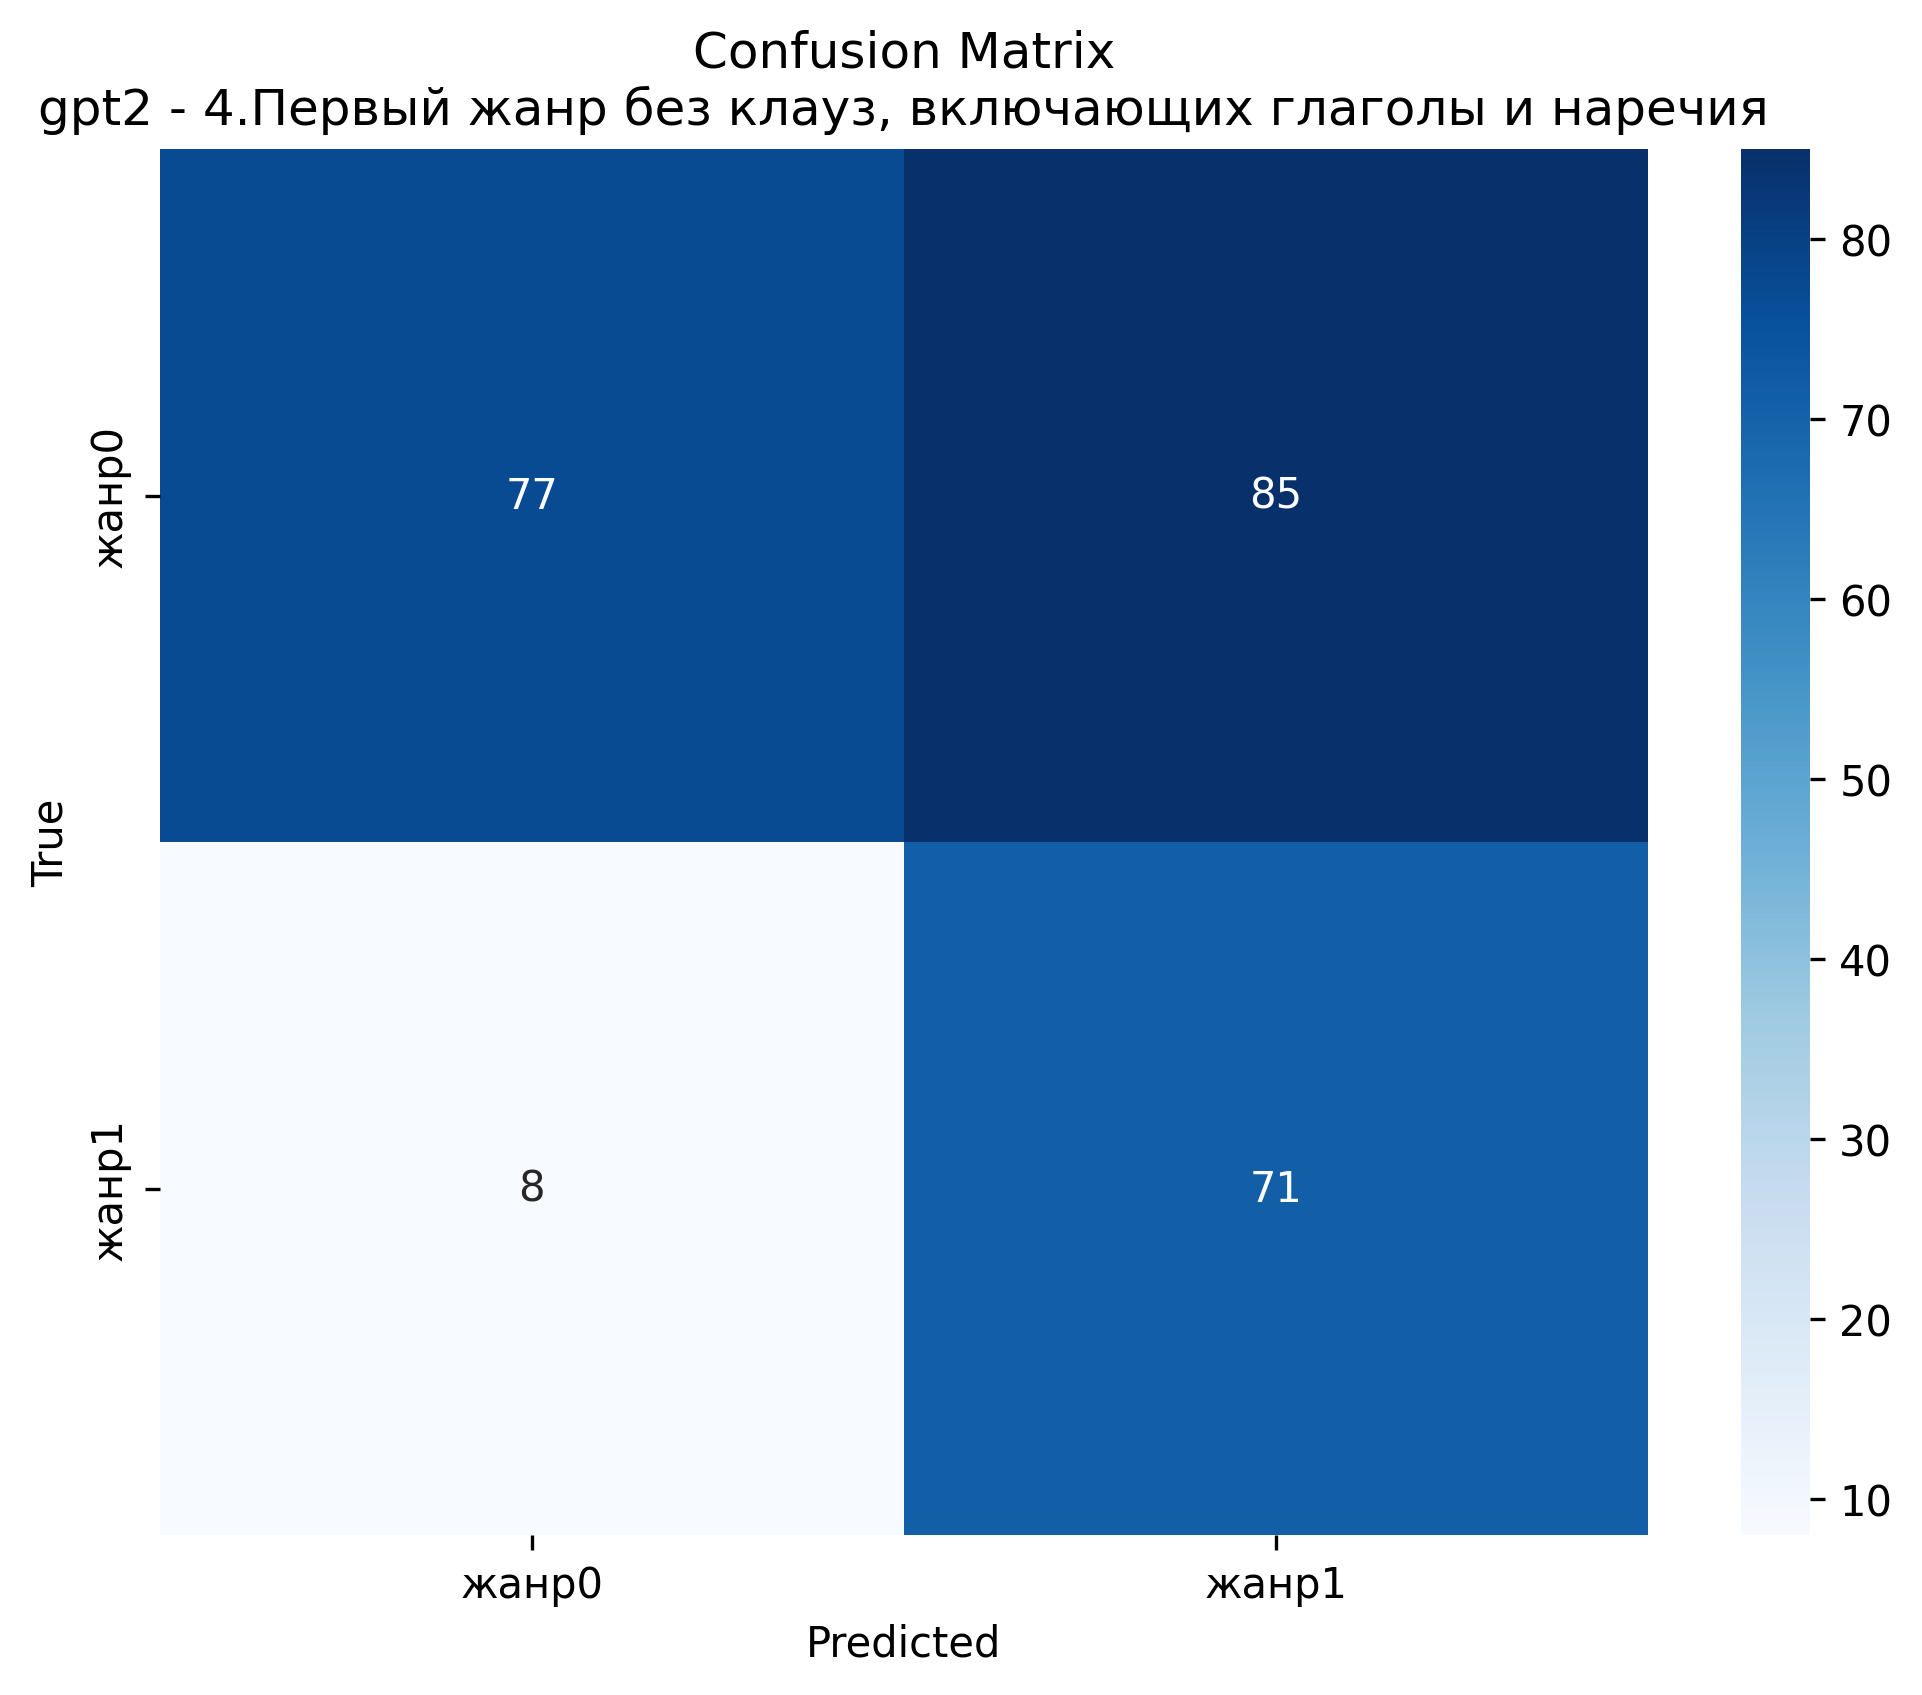 Confusion Matrix
gpt2 - 4.Первый жанр без клауз, включающих глаголы и наречия
True
жанр0
77
85
жанр1
8
71
жанр0
жанр1
Predicted
80
70
60
50
40
30
20
10